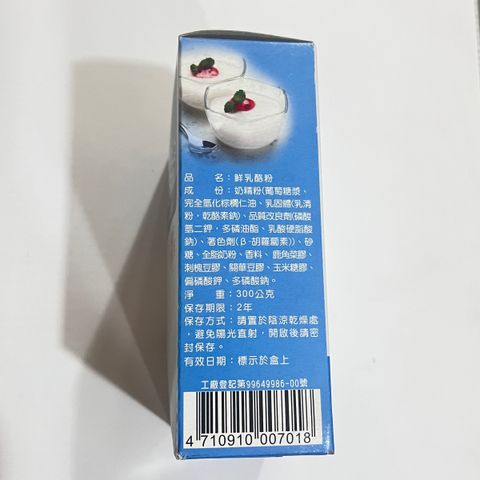 品　名：鮮乳酪粉
成　份：奶精粉(葡萄糖漿、
完全氫化棕櫚仁油、乳固體(乳清
粉，乾酪素鈉)、品質改良劑(磷酸
氫二鉀，多磷油酯、乳酸硬脂酸
鈉)、著色劑(β-胡蘿蔔素))、砂
糖、全脂奶粉、香料、鹿角菜膠、
刺槐豆膠、關華豆膠、玉米糖膠、
偏磷酸鉀、多磷酸鈉。
淨　重：300公克
保存期限：2年
保存方式：請置於陰涼乾燥處
，避免陽光直射，開啟後請密
封保存。
有效日期：標示於盒上
工廠登記第99649986-00號
4 710910 007018